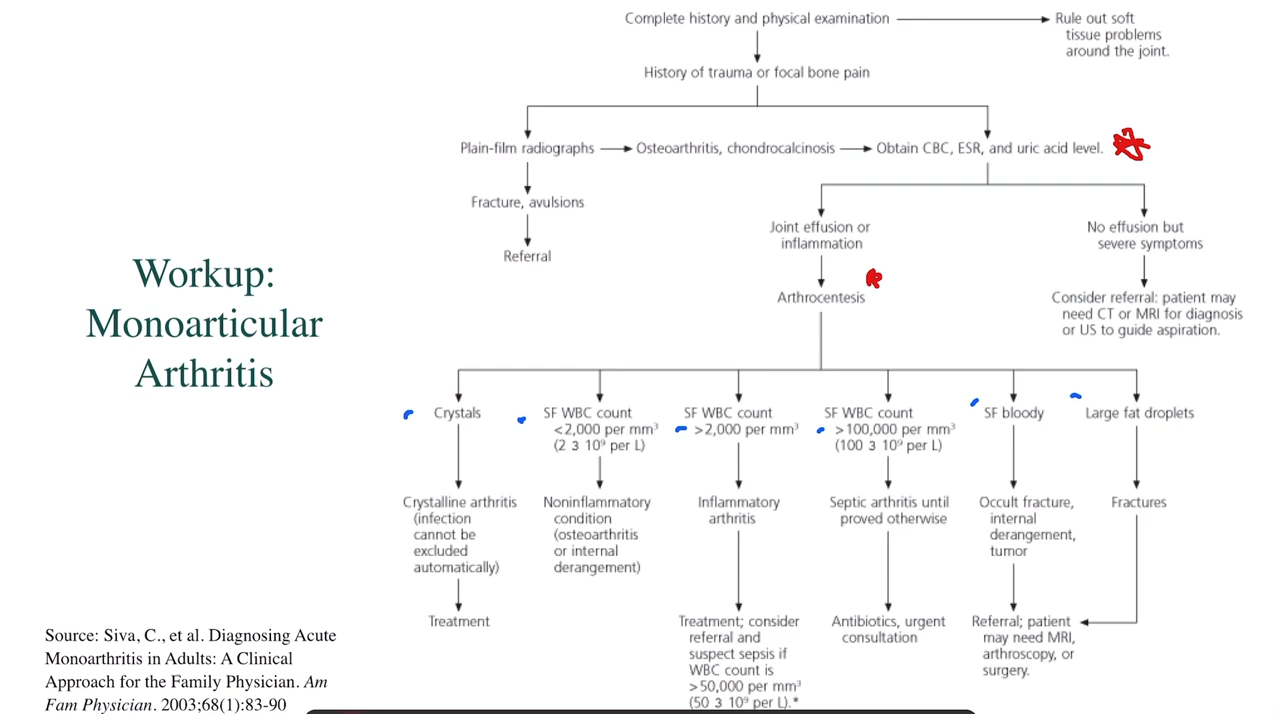 Complete history and physical examination
Rule out soft
tissue problems
around the joint.
History of trauma or focal bone pain
Plain-film radiographs
Osteoarthritis, chondrocalcinosis
Obtain CBC, ESR, and uric acid level.
Fracture, avulsions
Referral
Joint effusion or
inflammation
No effusion but
severe symptoms
Arthrocentesis
Consider referral: patient may
need CT or MRI for diagnosis
or US to guide aspiration.
Workup:
Monoarticular
Arthritis
Crystals
SF WBC count
<2,000 per mm³
(2 3 10⁹ per L)
SF WBC count
>2,000 per mm³
SF WBC count
>100,000 per mm³
(100 3 10⁹ per L)
SF bloody
Large fat droplets
Crystalline arthritis
(infection
cannot be
excluded
automatically)
Noninflammatory
condition
(osteoarthritis
or internal
derangement)
Inflammatory
arthritis
Septic arthritis until
proved otherwise
Occult fracture,
internal
derangement,
tumor
Fractures
Treatment
Treatment; consider
referral and
suspect sepsis if
WBC count is
>50,000 per mm³
(50 3 10⁹ per L).*
Antibiotics, urgent
consultation
Referral; patient
may need MRI,
arthroscopy, or
surgery.
Source: Siva, C., et al. Diagnosing Acute
Monoarthritis in Adults: A Clinical
Approach for the Family Physician. Am
Fam Physician. 2003;68(1):83-90